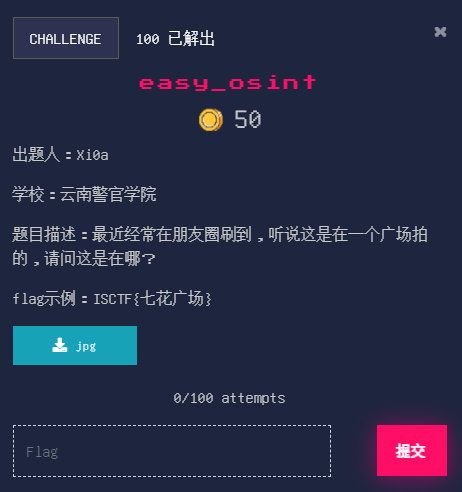 CHALLENGE
100 已解出
×
easy_osint
50
出题人：Xi0a
学校：云南警官学院
题目描述：最近经常在朋友圈刷到，听说这是在一个广场拍
的，请问这是在哪？
flag示例：ISCTF{七花广场}
jpg
0/100 attempts
Flag
提交